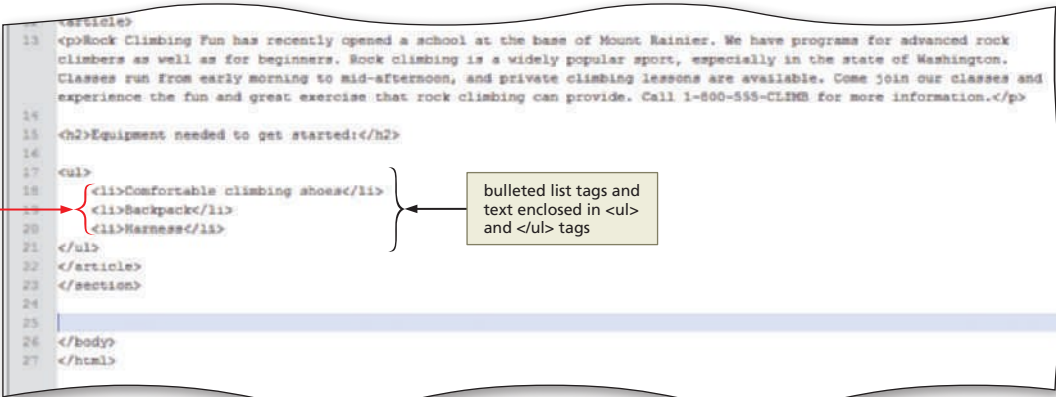 12 <article>
13 <p>Rock Climbing Fun has recently opened a school at the base of Mount Rainier. We have programs for advanced rock
climbers as well as for beginners. Rock climbing is a widely popular sport, especially in the state of Washington.
Classes run from early morning to mid-afternoon, and private climbing lessons are available. Come join our classes and
experience the fun and great exercise that rock climbing can provide. Call 1-800-555-CLIMB for more information.</p>
14
15 <h2>Equipment needed to get started:</h2>
16
17 <ul>
18 <li>Comfortable climbing shoes</li>
19 <li>Backpack</li>
20 <li>Harness</li>
21 </ul>
22 </article>
23 </section>
24
25
26 </body>
27 </html>
bulleted list tags and
text enclosed in <ul>
and </ul> tags